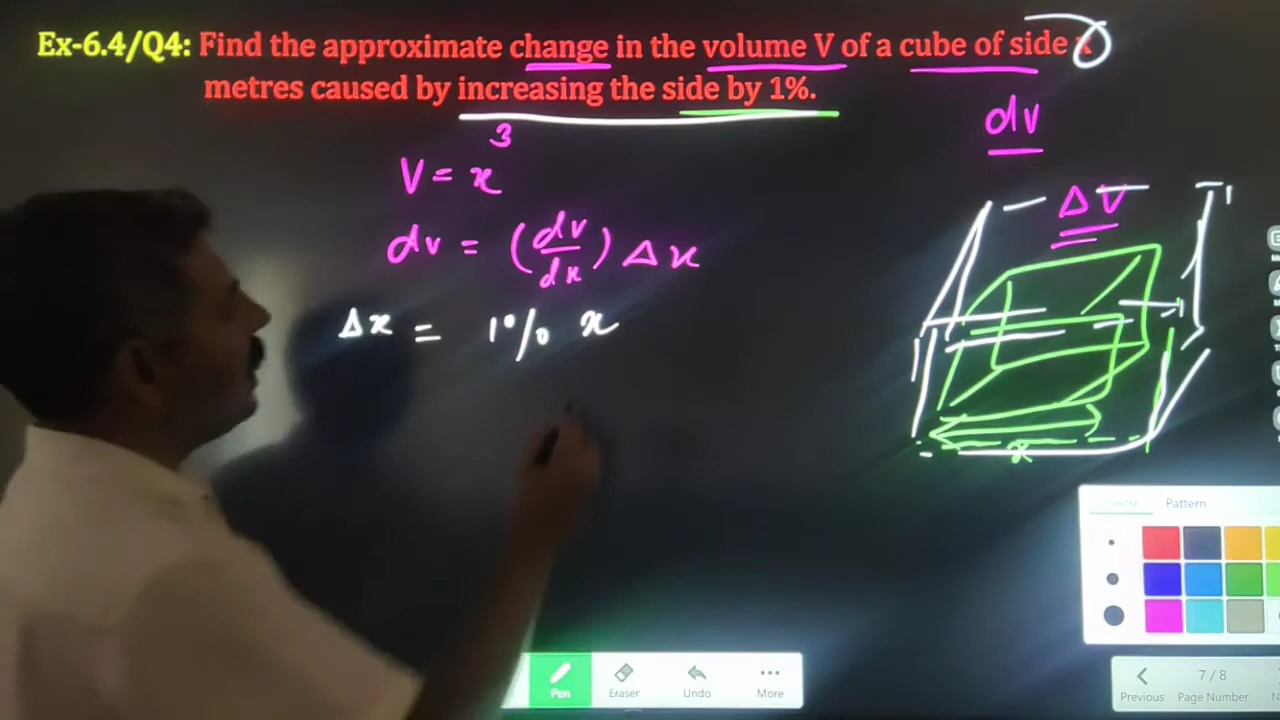 Ex-6.4/Q4: Find the approximate change in the volume V of a cube of side x
metres caused by increasing the side by 1%.
dv
V = x³
ΔV
dv = (dv/dx) Δx
Δx = 1% x
x
Pattern
Pen Eraser Undo More
7 / 8
Previous Page Number